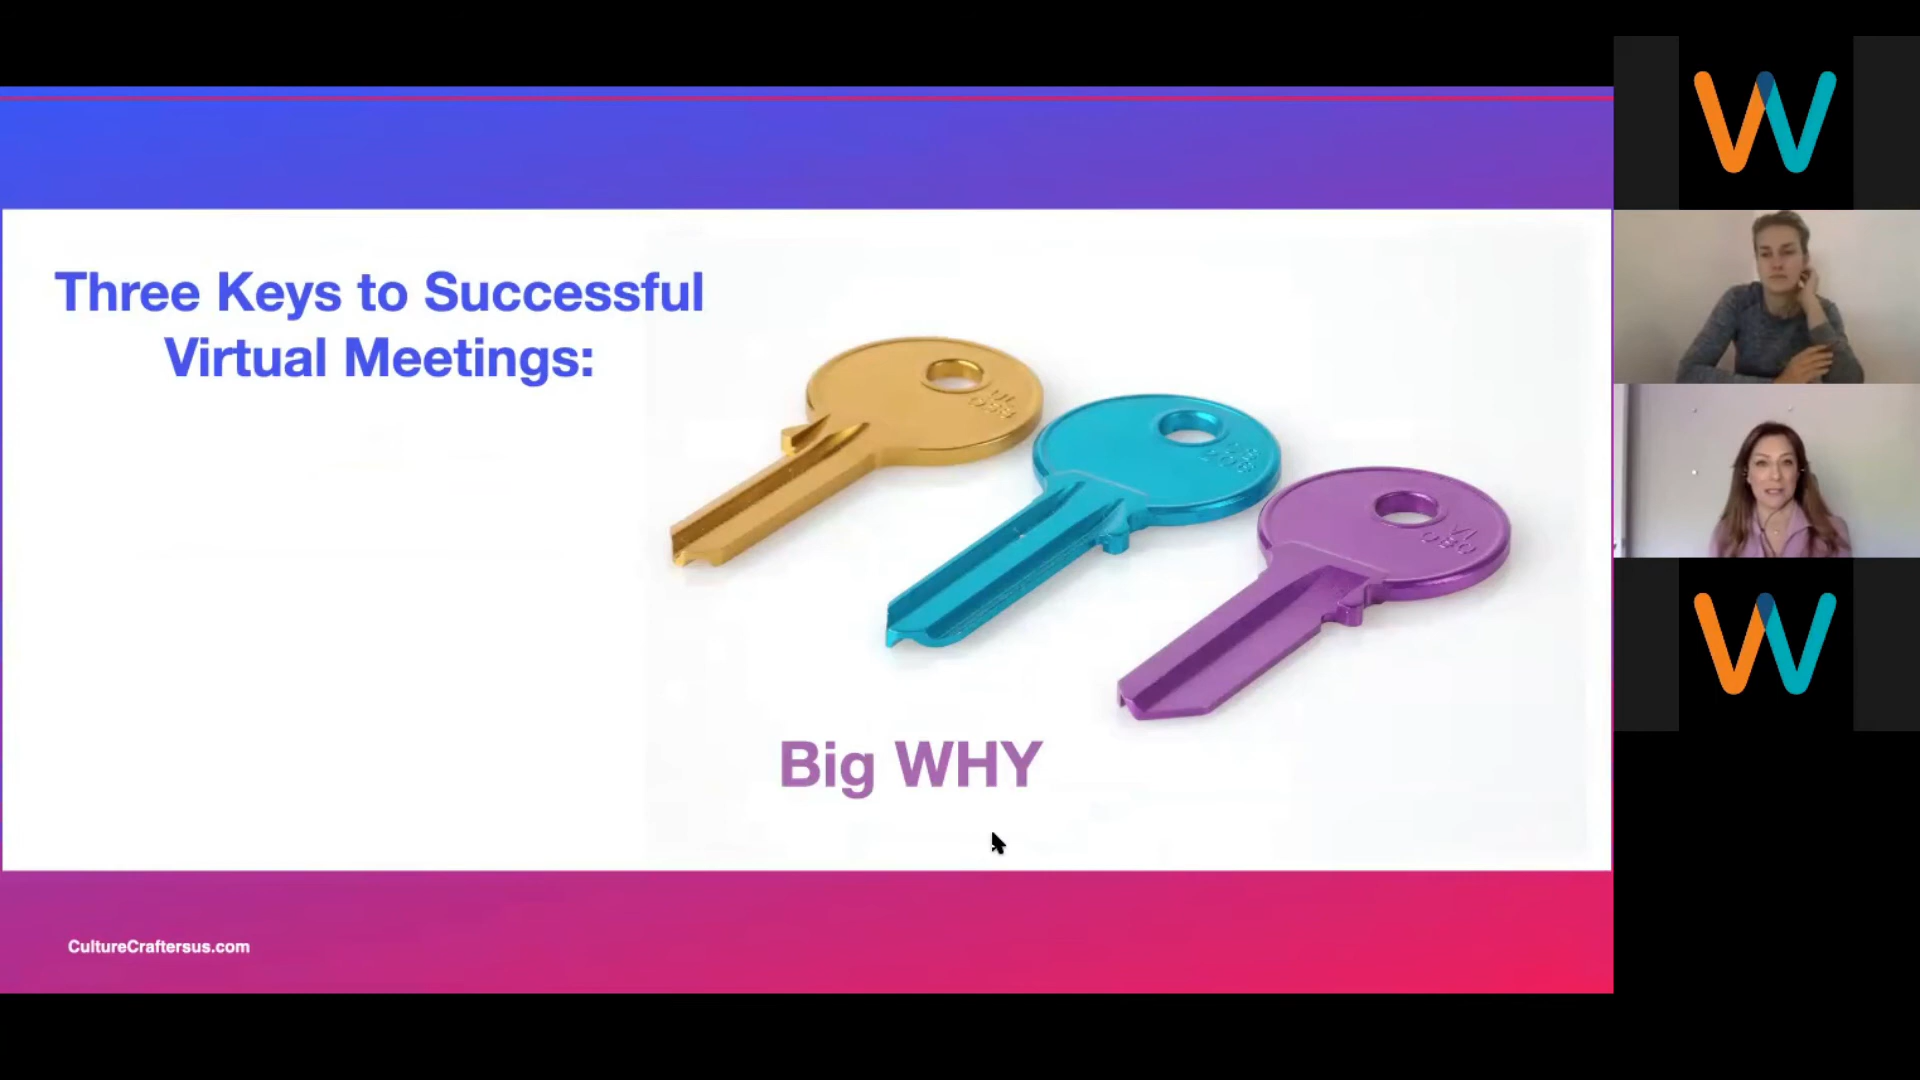 Three Keys to Successful
Virtual Meetings:
Big WHY
CultureCraftersus.com